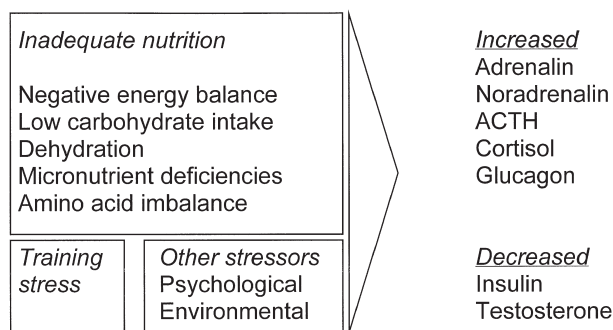 Inadequate nutrition
Negative energy balance
Low carbohydrate intake
Dehydration
Micronutrient deficiencies
Amino acid imbalance
Training
stress
Other stressors
Psychological
Environmental
Increased
Adrenalin
Noradrenalin
ACTH
Cortisol
Glucagon
Decreased
Insulin
Testosterone